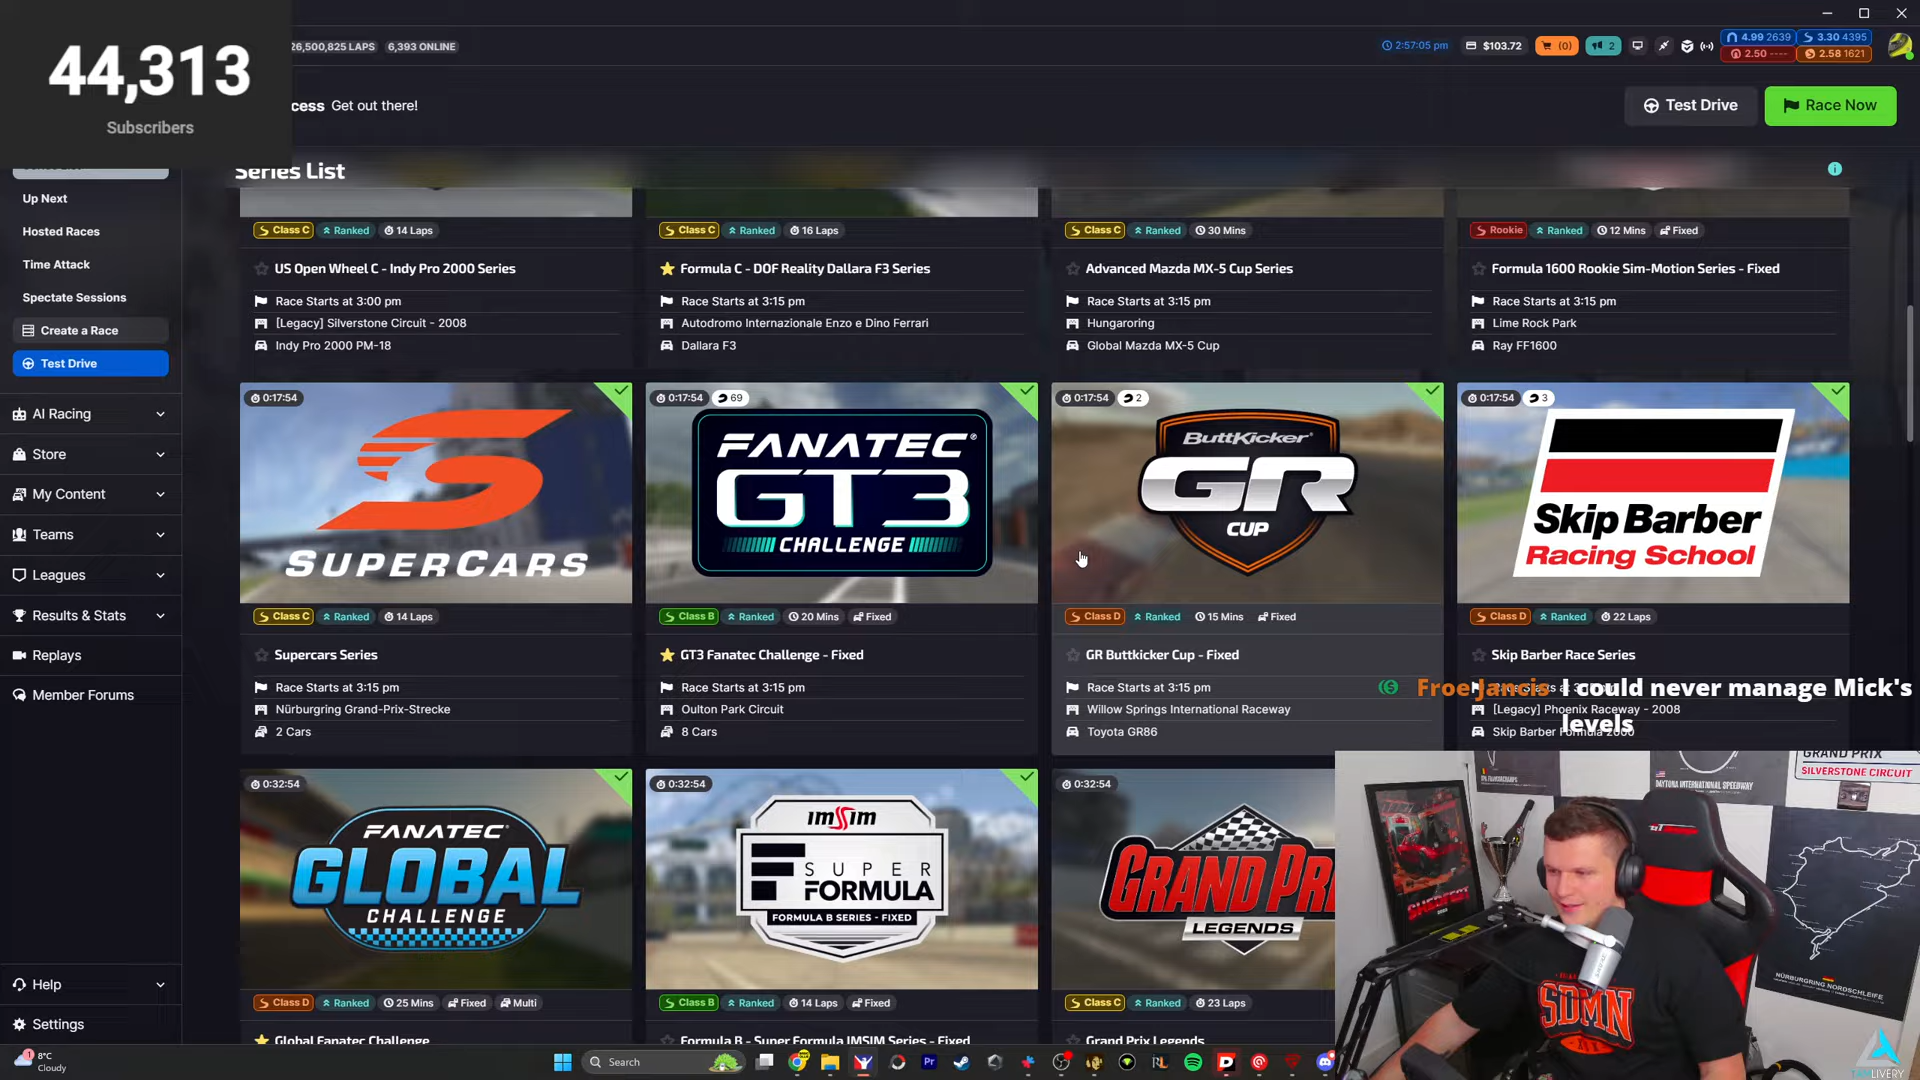 44,313
Subscribers
26,500,825 LAPS
6,393 ONLINE
2:57:05 pm
$103.72
(0)
2
4.99 2639
3.30 4395
2.50 ----
2.58 1621
cess Get out there!
Test Drive
Race Now
Series List
Up Next
Hosted Races
Time Attack
Spectate Sessions
Create a Race
Test Drive
AI Racing
Store
My Content
Teams
Leagues
Results & Stats
Replays
Member Forums
Help
Settings
Class C Ranked 14 Laps
US Open Wheel C - Indy Pro 2000 Series
Race Starts at 3:00 pm
[Legacy] Silverstone Circuit - 2008
Indy Pro 2000 PM-18
Class C Ranked 16 Laps
Formula C - DOF Reality Dallara F3 Series
Race Starts at 3:15 pm
Autodromo Internazionale Enzo e Dino Ferrari
Dallara F3
Class C Ranked 30 Mins
Advanced Mazda MX-5 Cup Series
Race Starts at 3:15 pm
Hungaroring
Global Mazda MX-5 Cup
Rookie Ranked 12 Mins Fixed
Formula 1600 Rookie Sim-Motion Series - Fixed
Race Starts at 3:15 pm
Lime Rock Park
Ray FF1600
0:17:54
SUPERCARS
Class C Ranked 14 Laps
Supercars Series
Race Starts at 3:15 pm
Nürburgring Grand-Prix-Strecke
2 Cars
0:17:54 69
FANATEC
GT3
CHALLENGE
Class B Ranked 20 Mins Fixed
GT3 Fanatec Challenge - Fixed
Race Starts at 3:15 pm
Oulton Park Circuit
8 Cars
0:17:54 2
ButtKicker
GR
CUP
Class D Ranked 15 Mins Fixed
GR Buttkicker Cup - Fixed
Race Starts at 3:15 pm
Willow Springs International Raceway
Toyota GR86
0:17:54 3
Skip Barber
Racing School
Class D Ranked 22 Laps
Skip Barber Race Series
[Legacy] Phoenix Raceway - 2008
Skip Barber Formula 2000
Froe Jancis I could never manage Mick's
levels
0:32:54
FANATEC
GLOBAL
CHALLENGE
Class D Ranked 25 Mins Fixed Multi
Global Fanatec Challenge
0:32:54
IMSIM
SUPER
FORMULA
FORMULA B SERIES - FIXED
Class B Ranked 14 Laps Fixed
Formula B - Super Formula IMSIM Series - Fixed
0:32:54
GRAND PRI
LEGENDS
Class C Ranked 23 Laps
Grand Prix Legends
GRAND PRIX
SILVERSTONE CIRCUIT
DAYTONA INTERNATIONAL SPEEDWAY
NÜRBURGRING NORDSCHLEIFE
SDMN
1
8°C
Cloudy
Search